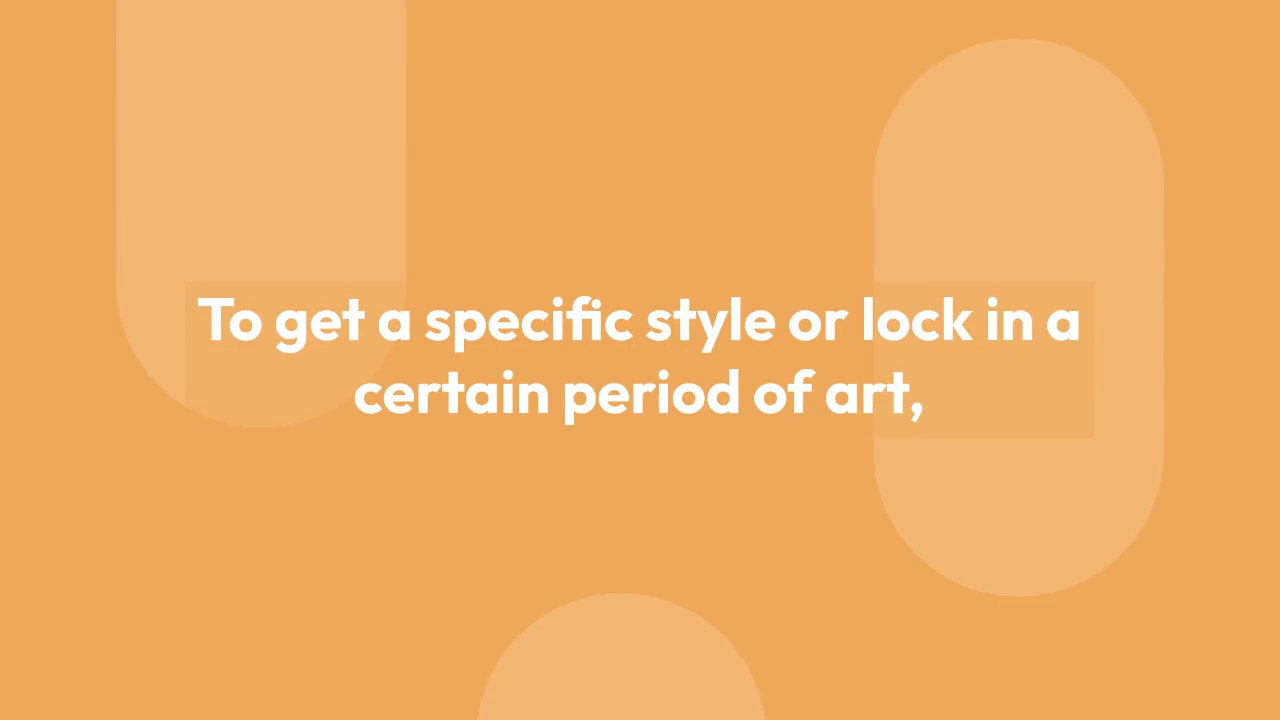 To get a specific style or lock in a
certain period of art,